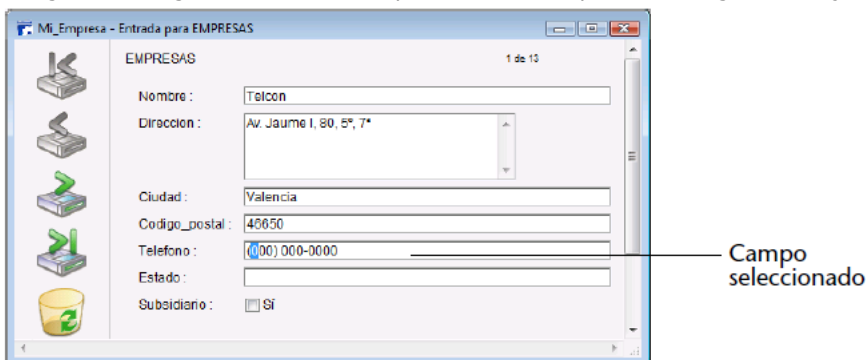 Mi_Empresa - Entrada para EMPRESAS
EMPRESAS
1 de 13
Nombre :
Telcon
Direccion :
Av. Jaume I, 80, 5º, 7ª
Ciudad :
Valencia
Codigo_postal :
46650
Telefono :
(000) 000-0000
Campo
seleccionado
Estado :
Subsidiario :
Sí